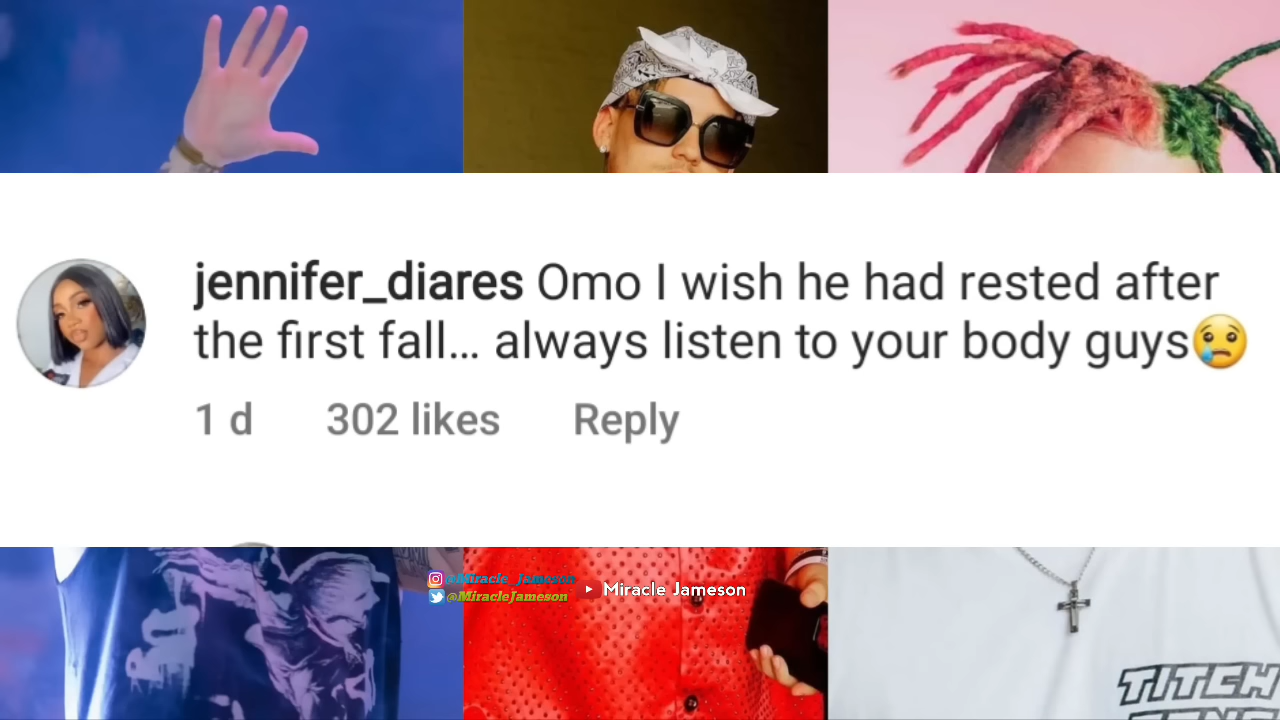 jennifer_diares Omo I wish he had rested after
the first fall... always listen to your body guys😢
1 d 302 likes Reply
@Miracle_Jameson
@MiracleJameson
Miracle Jameson
TITCH